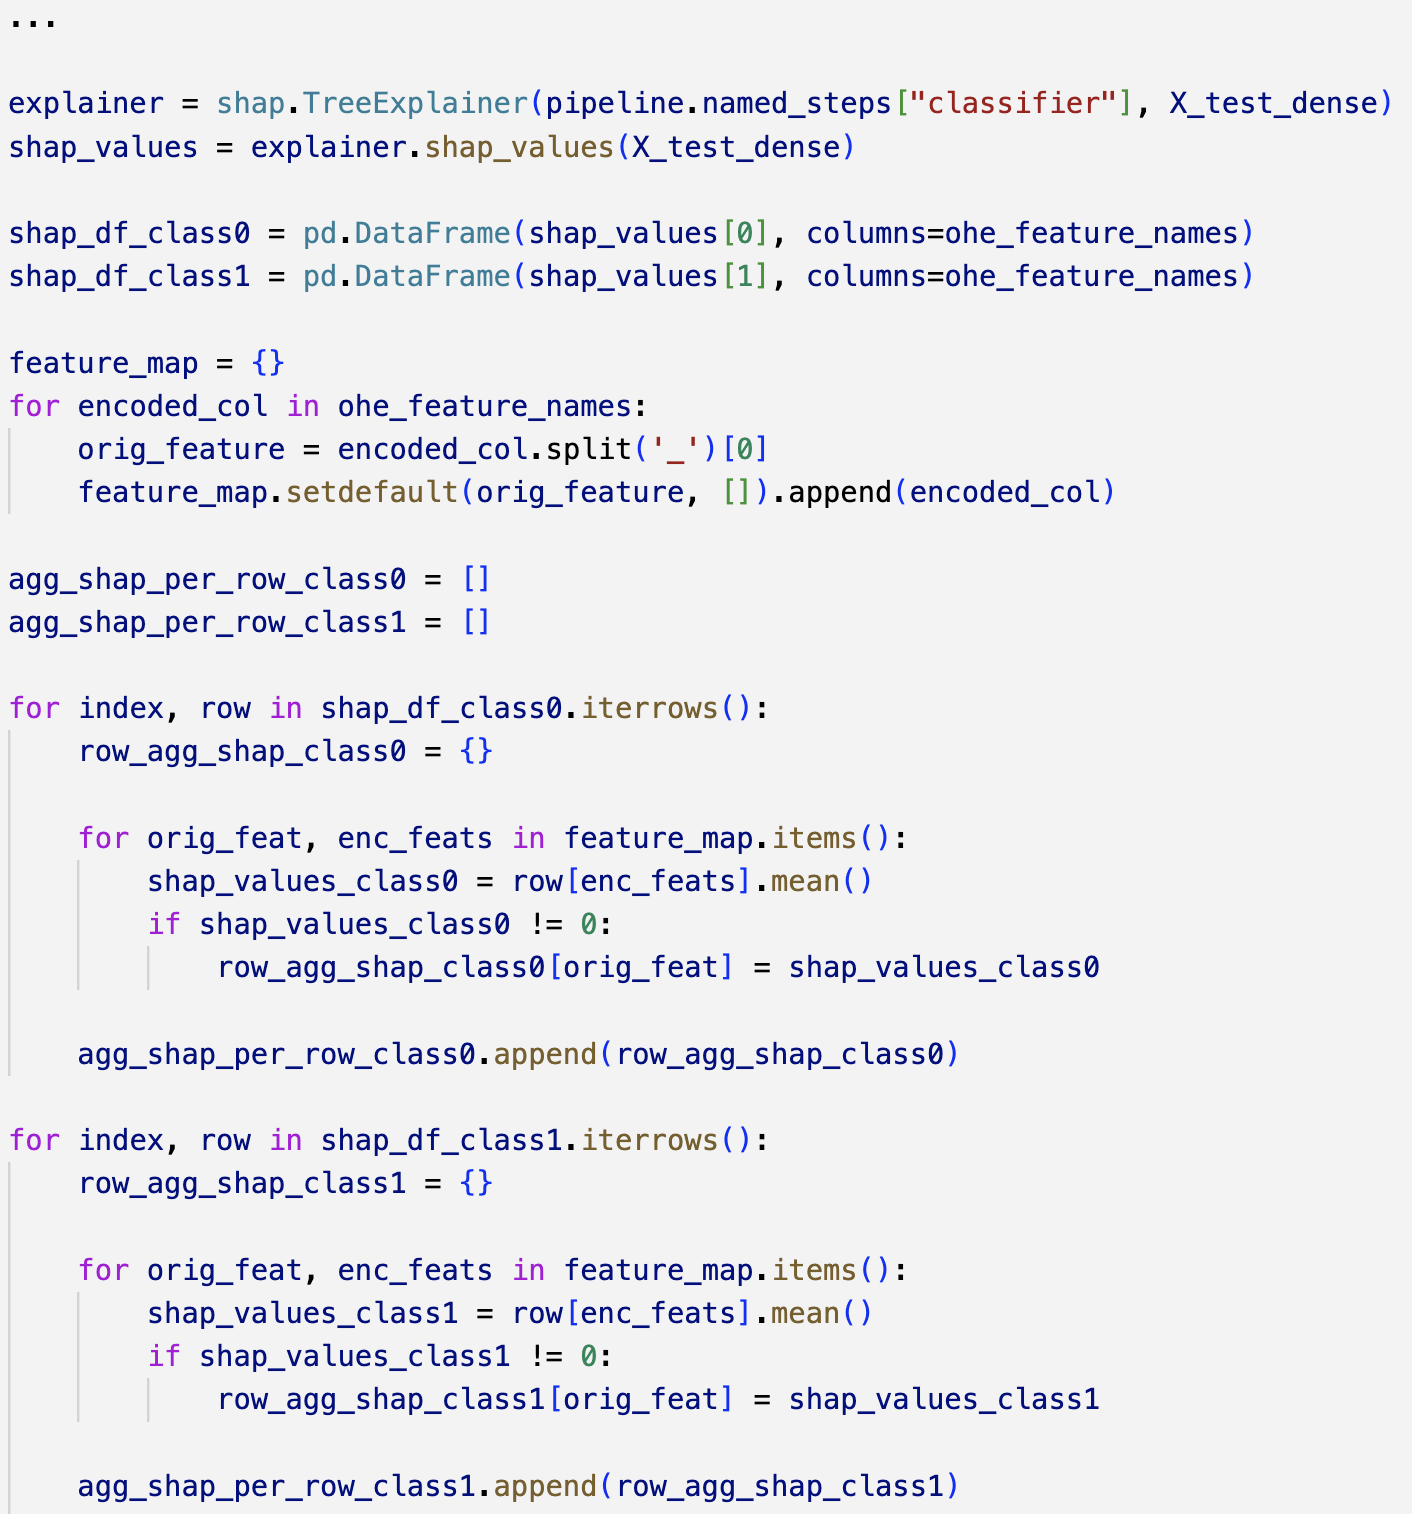 ...
explainer = shap.TreeExplainer(pipeline.named_steps["classifier"], X_test_dense)
shap_values = explainer.shap_values(X_test_dense)
shap_df_class0 = pd.DataFrame(shap_values[0], columns=ohe_feature_names)
shap_df_class1 = pd.DataFrame(shap_values[1], columns=ohe_feature_names)
feature_map = {}
for encoded_col in ohe_feature_names:
    orig_feature = encoded_col.split('_')[0]
    feature_map.setdefault(orig_feature, []).append(encoded_col)
agg_shap_per_row_class0 = []
agg_shap_per_row_class1 = []
for index, row in shap_df_class0.iterrows():
    row_agg_shap_class0 = {}
    for orig_feat, enc_feats in feature_map.items():
        shap_values_class0 = row[enc_feats].mean()
        if shap_values_class0 != 0:
            row_agg_shap_class0[orig_feat] = shap_values_class0
    agg_shap_per_row_class0.append(row_agg_shap_class0)
for index, row in shap_df_class1.iterrows():
    row_agg_shap_class1 = {}
    for orig_feat, enc_feats in feature_map.items():
        shap_values_class1 = row[enc_feats].mean()
        if shap_values_class1 != 0:
            row_agg_shap_class1[orig_feat] = shap_values_class1
    agg_shap_per_row_class1.append(row_agg_shap_class1)